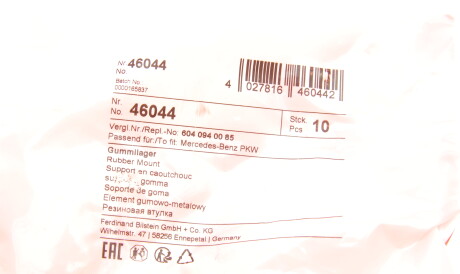 Nr 46044
No
Batch No.
0000165837
4 027816 460442
Nr. 46044
No.
Stck. 10
Pcs
Vergl.Nr./Repl.-No: 604 094 00 85
Passend für:/To fit: Mercedes-Benz PKW
Gummilager
Rubber Mount
Support en caoutchouc
gomma
Soporte de goma
Element gumowo-metalowy
Резиновая втулка
Ferdinand Bilstein GmbH + Co. KG
Wilhelmstr. 47 | 58256 Ennepetal | Germany
EAC